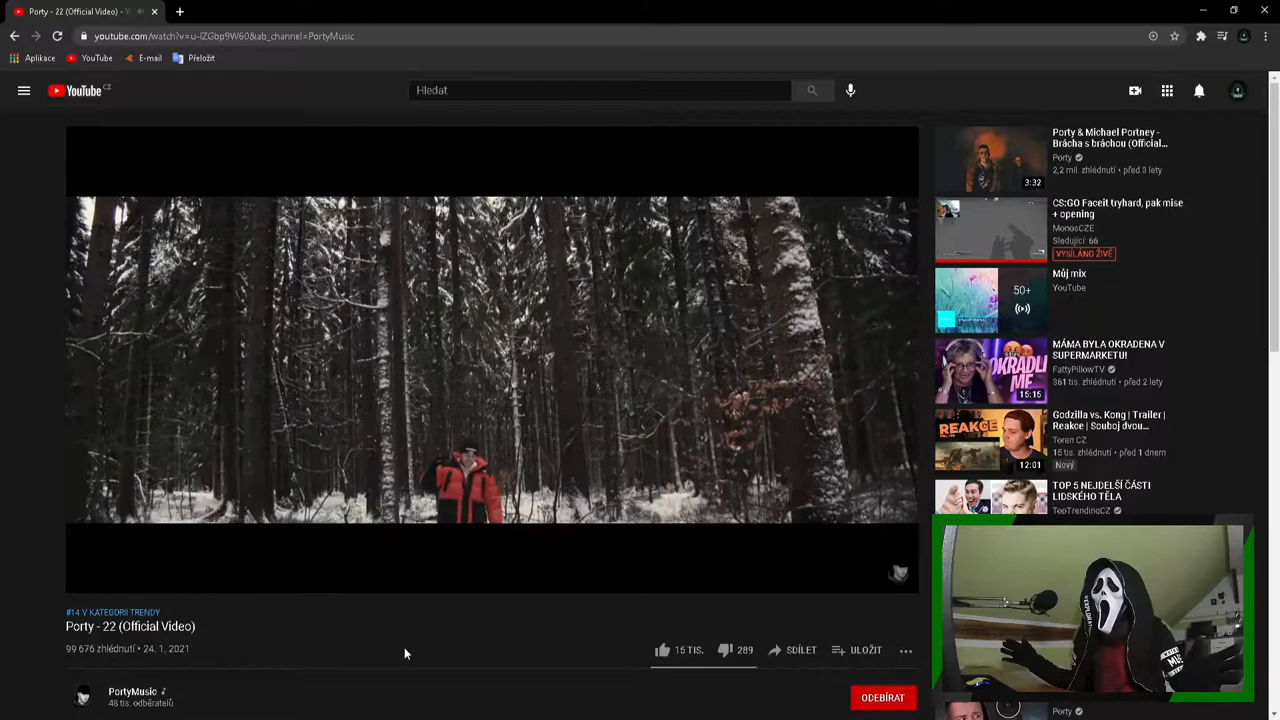 Porty - 22 (Official Video) - Y
youtube.com/watch?v=u-lZGbp9W60&ab_channel=PortyMusic
Aplikace
YouTube
E-mail
Přeložit
YouTube CZ
Hledat
Porty & Michael Portney -
Brácha s bráchou (Official...
Porty
2,2 mil. zhlédnutí • před 3 lety
3:32
CS:GO Faceit tryhard, pak mise
+ opening
MonosCZE
Sledující: 66
VYSÍLÁNO ŽIVĚ
Můj mix
YouTube
50+
MÁMA BYLA OKRADENA V
SUPERMARKETU!
FattyPillowTV
361 tis. zhlédnutí • před 2 lety
OKRADLI
MĚ
15:15
Godzilla vs. Kong | Trailer |
Reakce | Souboj dvou...
Toren CZ
15 tis. zhlédnutí • před 1 dnem
Nový
REAKCE
12:01
TOP 5 NEJDELŠÍ ČÁSTI
LIDSKÉHO TĚLA
TopTrendingCZ
#14 V KATEGORII TRENDY
Porty - 22 (Official Video)
99 676 zhlédnutí • 24. 1. 2021
15 TIS.
289
SDÍLET
ULOŽIT
PortyMusic
48 tis. odběratelů
ODEBÍRAT
Porty